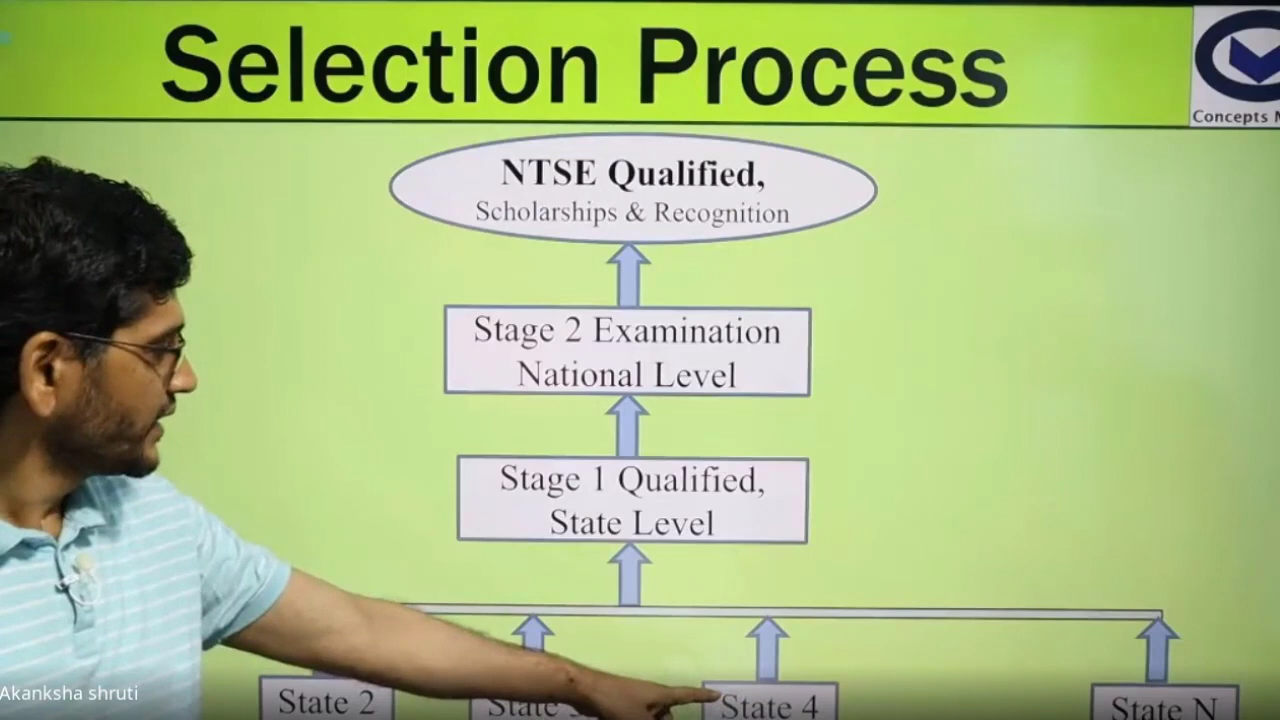 Selection Process
Concepts
NTSE Qualified,
Scholarships & Recognition
Stage 2 Examination
National Level
Stage 1 Qualified,
State Level
State 2
State
State 4
State N
Akanksha shruti